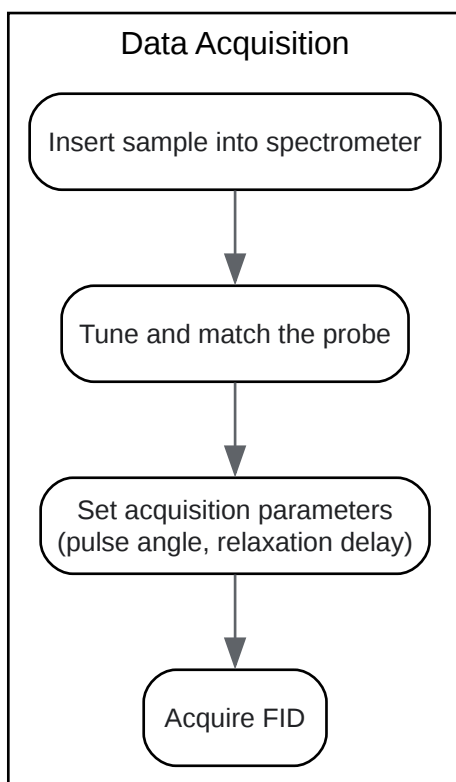 Data Acquisition
Insert sample into spectrometer
Tune and match the probe
Set acquisition parameters
(pulse angle, relaxation delay)
Acquire FID